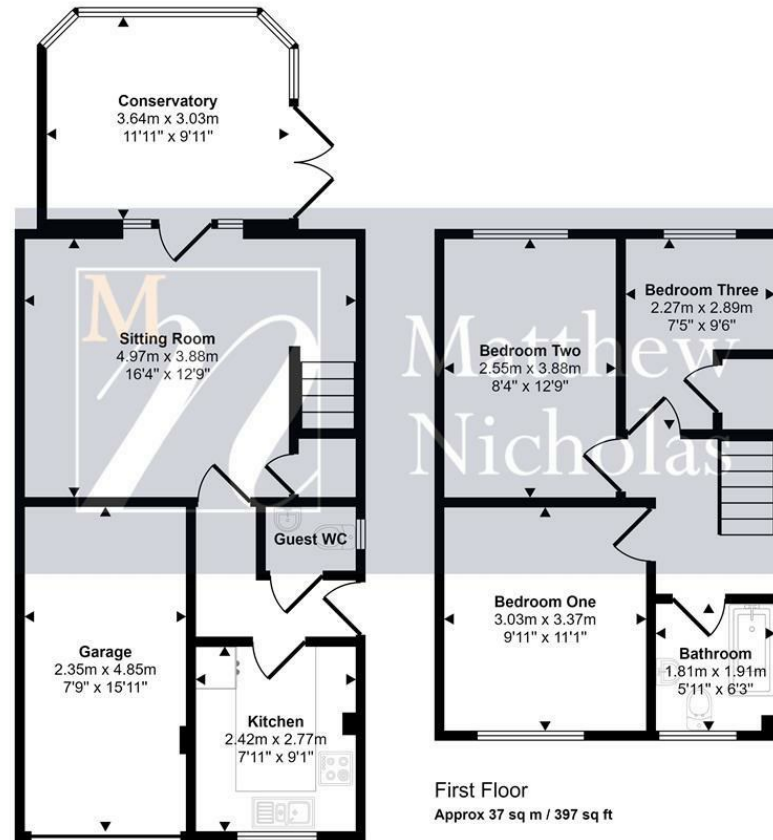 Conservatory
3.64m x 3.03m
11'11" x 9'11"
Sitting Room
4.97m x 3.88m
16'4" x 12'9"
Guest WC
Garage
2.35m x 4.85m
7'9" x 15'11"
Kitchen
2.42m x 2.77m
7'11" x 9'1"
Bedroom Two
2.55m x 3.88m
8'4" x 12'9"
Bedroom Three
2.27m x 2.89m
7'5" x 9'6"
Bedroom One
3.03m x 3.37m
9'11" x 11'1"
Bathroom
1.81m x 1.91m
5'11" x 6'3"
First Floor
Approx 37 sq m / 397 sq ft
M
n
Matthew
Nicholas